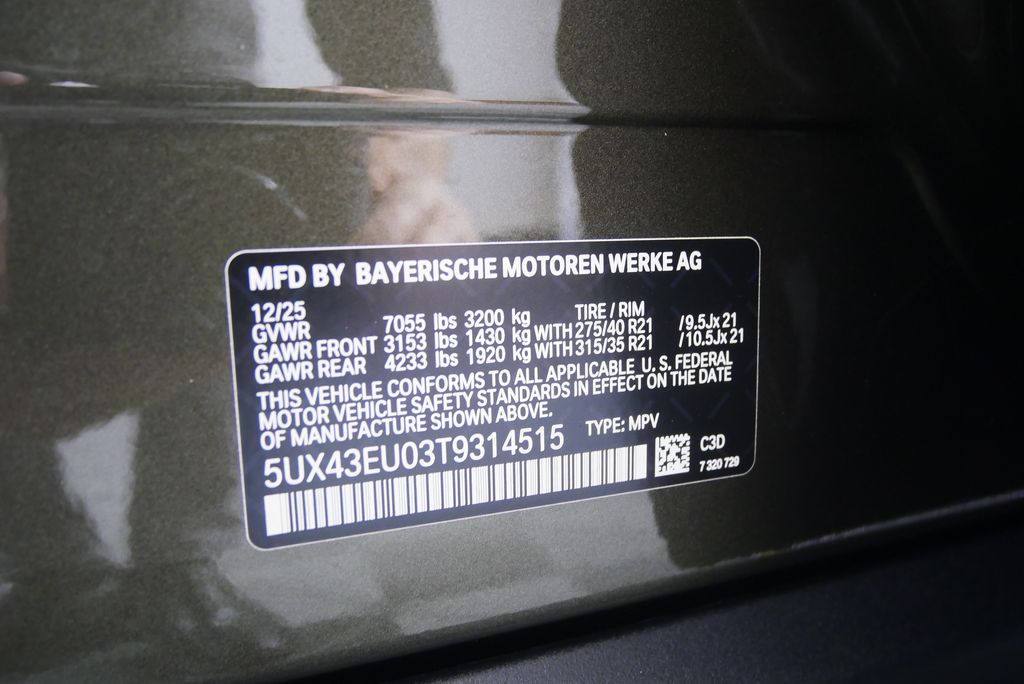 MFD BY BAYERISCHE MOTOREN WERKE AG
12/25 TIRE / RIM
GVWR 7055 lbs 3200 kg
GAWR FRONT 3153 lbs 1430 kg WITH 275/40 R21 /9.5Jx21
GAWR REAR 4233 lbs 1920 kg WITH 315/35 R21 /10.5Jx21
THIS VEHICLE CONFORMS TO ALL APPLICABLE U.S. FEDERAL
MOTOR VEHICLE SAFETY STANDARDS IN EFFECT ON THE DATE
OF MANUFACTURE SHOWN ABOVE.
TYPE: MPV
5UX43EU03T9314515
C3D
7 320 729